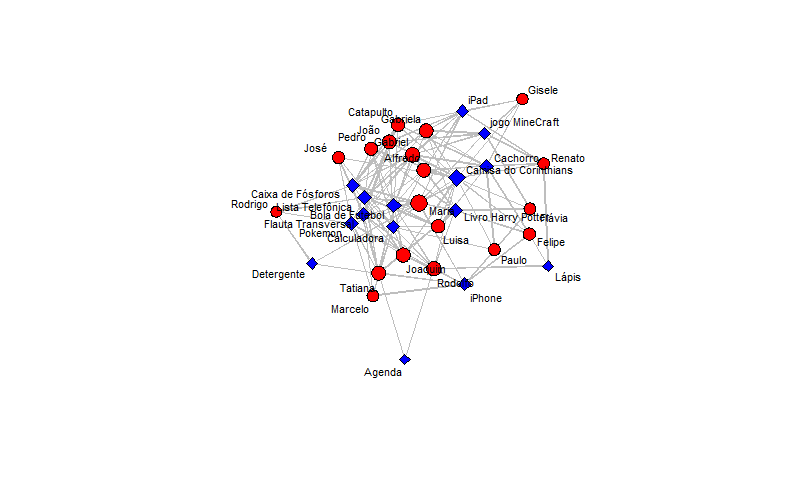 Gisele
iPad
Catapulto
Gabriela
jogo MineCraft
João
Pedro
Gabriel
José
Alfredo
Cachorro
Renato
Camisa do Corinthians
Caixa de Fósforos
Rodrigo
Lista Telefônica
Bola de Futebol
Maria
Livro Harry Potter
Flávia
Flauta Transvers
Pokemon
Calculadora
Luisa
Felipe
Paulo
Detergente
Joaquim
Lápis
Tatiana
Rodolfo
iPhone
Marcelo
Agenda